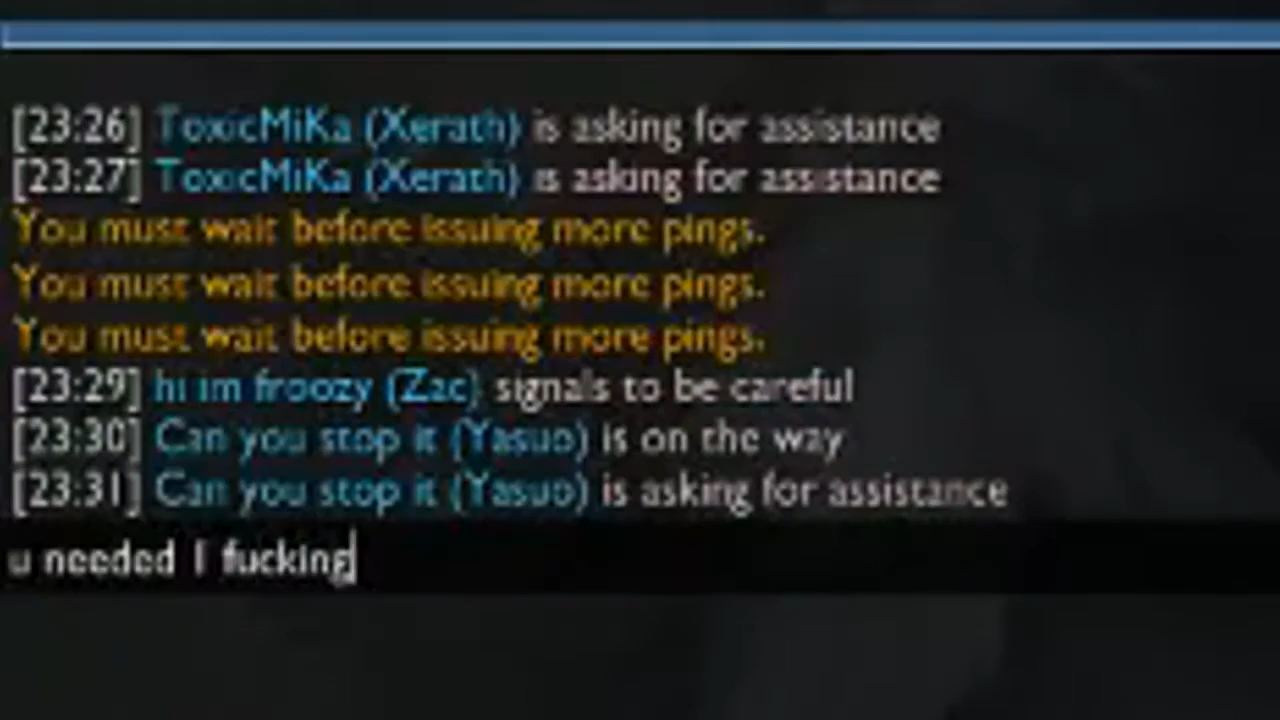 [23:26] ToxicMiKa (Xerath) is asking for assistance
[23:27] ToxicMiKa (Xerath) is asking for assistance
You must wait before issuing more pings.
You must wait before issuing more pings.
You must wait before issuing more pings.
[23:29] hi im froozy (Zac) signals to be careful
[23:30] Can you stop it (Yasuo) is on the way
[23:31] Can you stop it (Yasuo) is asking for assistance
u needed 1 fucking